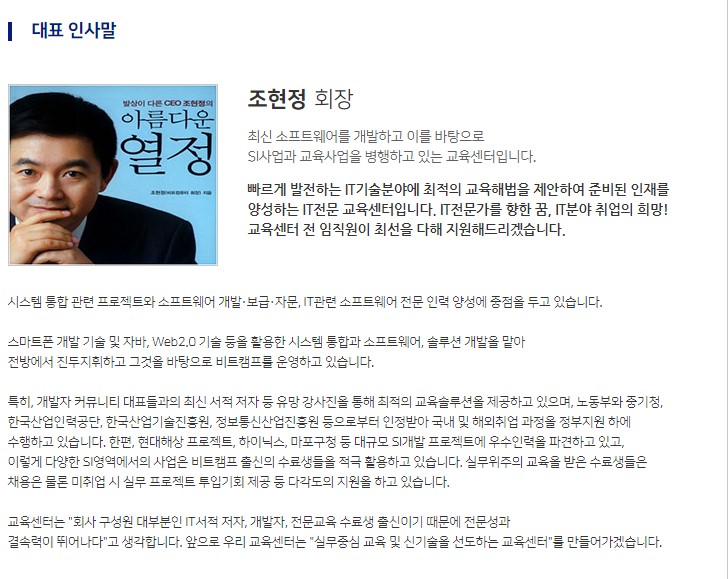 대표 인사말
발상이 다른 CEO 조현정의
아름다운
열정
조현정(비트컴퓨터 회장) 지음
조현정 회장
최신 소프트웨어를 개발하고 이를 바탕으로
SI사업과 교육사업을 병행하고 있는 교육센터입니다.
빠르게 발전하는 IT기술분야에 최적의 교육해법을 제안하여 준비된 인재를
양성하는 IT전문 교육센터입니다. IT전문가를 향한 꿈, IT분야 취업의 희망!
교육센터 전 임직원이 최선을 다해 지원해드리겠습니다.
시스템 통합 관련 프로젝트와 소프트웨어 개발·보급·자문, IT관련 소프트웨어 전문 인력 양성에 중점을 두고 있습니다.
스마트폰 개발 기술 및 자바, Web2.0 기술 등을 활용한 시스템 통합과 소프트웨어, 솔루션 개발을 맡아
전방에서 진두지휘하고 그것을 바탕으로 비트캠프를 운영하고 있습니다.
특히, 개발자 커뮤니티 대표들과의 최신 서적 저자 등 유망 강사진을 통해 최적의 교육솔루션을 제공하고 있으며, 노동부와 중기청,
한국산업인력공단, 한국산업기술진흥원, 정보통신산업진흥원 등으로부터 인정받아 국내 및 해외취업 과정을 정부지원 하에
수행하고 있습니다. 한편, 현대해상 프로젝트, 하이닉스, 마포구청 등 대규모 SI개발 프로젝트에 우수인력을 파견하고 있고,
이렇게 다양한 SI영역에서의 사업은 비트캠프 출신의 수료생들을 적극 활용하고 있습니다. 실무위주의 교육을 받은 수료생들은
채용은 물론 미취업 시 실무 프로젝트 투입기회 제공 등 다각도의 지원을 하고 있습니다.
교육센터는 "회사 구성원 대부분인 IT서적 저자, 개발자, 전문교육 수료생 출신이기 때문에 전문성과
결속력이 뛰어나다"고 생각합니다. 앞으로 우리 교육센터는 "실무중심 교육 및 신기술을 선도하는 교육센터"를 만들어가겠습니다.